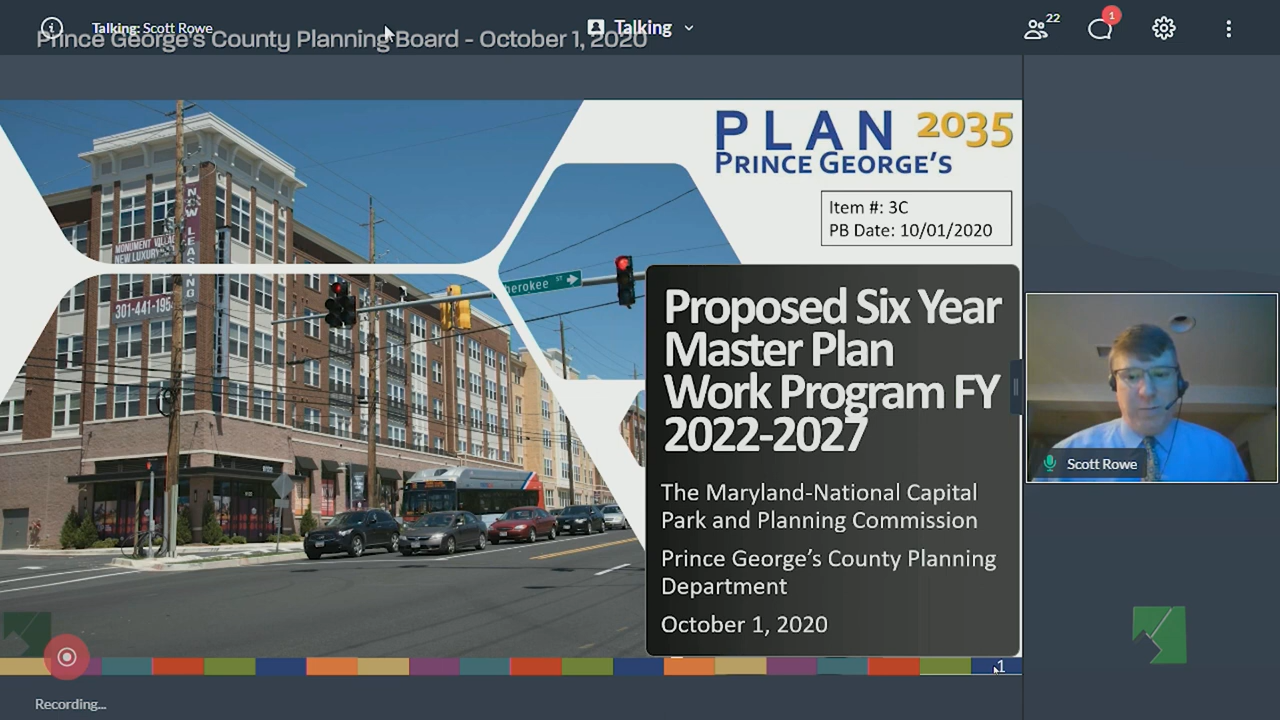 Talking: Scott Rowe
Talking
22
1
Prince George's County Planning Board - October 1, 2020
PLAN 2035
PRINCE GEORGE'S
Item #: 3C
PB Date: 10/01/2020
NOW LEASING
MONUMENT VILLAGE
NEW LUXURY
301-441-195
herokee ST
Proposed Six Year
Master Plan
Work Program FY
2022-2027
The Maryland-National Capital
Park and Planning Commission
Prince George's County Planning
Department
October 1, 2020
Scott Rowe
1
Recording...